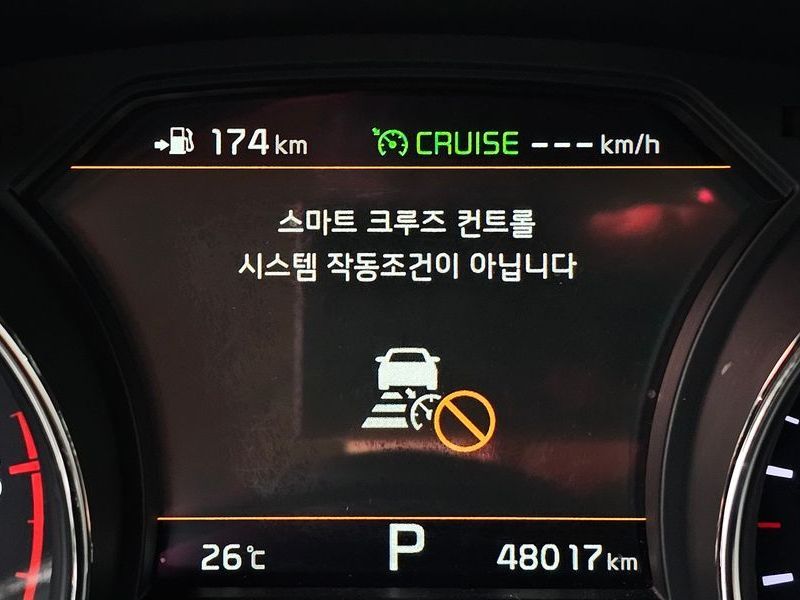 174 km CRUISE --- km/h
스마트 크루즈 컨트롤
시스템 작동조건이 아닙니다
26℃ P 48017 km